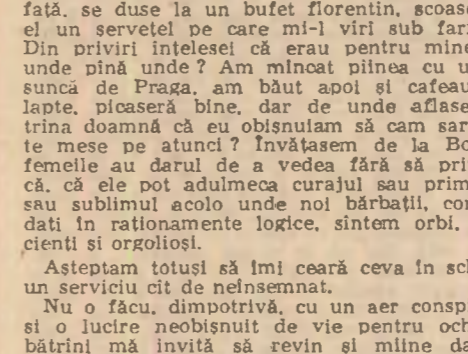 față. se duse la un bufet florentin, scoase
el un servețel pe care mi-l vîrî sub far
Din priviri înțelesei că erau pentru mine
unde pînă unde ? Am mîncat pîinea cu u
șuncă de Praga, am băut apoi și cafeau
lapte. picaseră bine, dar de unde aflase
trina doamnă că eu obișnuiam să cam sar
te mese pe atunci ? Învățasem de la Bo
femeile au darul de a vedea fără să pri
că, că ele pot adulmeca curajul sau prim
sau sublimul acolo unde noi bărbații, cor
dați în raționamente logice, sîntem orbi,
cienți și orgolioși.
Așteptam totuși să îmi ceară ceva în scl
un serviciu cît de neînsemnat.
Nu o făcu, dimpotrivă, cu un aer consp
și o lucire neobișnuit de vie pentru och
bătrîni mă invită să revin și mîine da